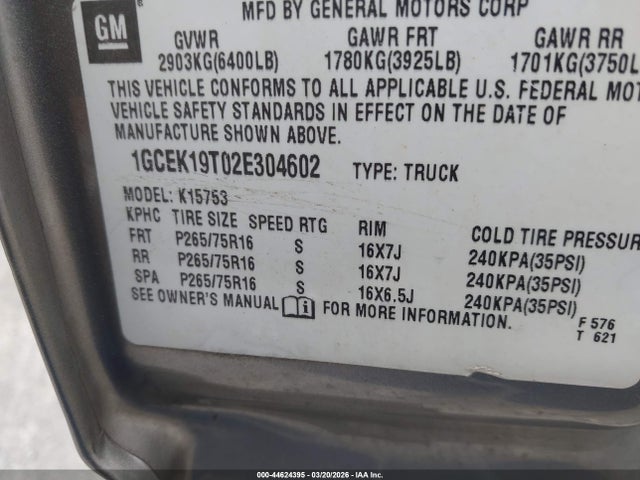 MFD BY GENERAL MOTORS CORP
GM
®
GVWR GAWR FRT GAWR RR
2903KG(6400LB) 1780KG(3925LB) 1701KG(3750L
THIS VEHICLE CONFORMS TO ALL APPLICABLE U.S. FEDERAL MOT
VEHICLE SAFETY STANDARDS IN EFFECT ON THE DATE OF
MANUFACTURE SHOWN ABOVE.
1GCEK19T02E304602 TYPE: TRUCK
MODEL: K15753
KPHC TIRE SIZE SPEED RTG RIM COLD TIRE PRESSUR
FRT P265/75R16 S 16X7J 240KPA(35PSI)
RR P265/75R16 S 16X7J 240KPA(35PSI)
SPA P265/75R16 S 16X6.5J 240KPA(35PSI)
SEE OWNER'S MANUAL FOR MORE INFORMATION.
F 576
T 621
000-44624395 - 03/20/2026 - IAA Inc.